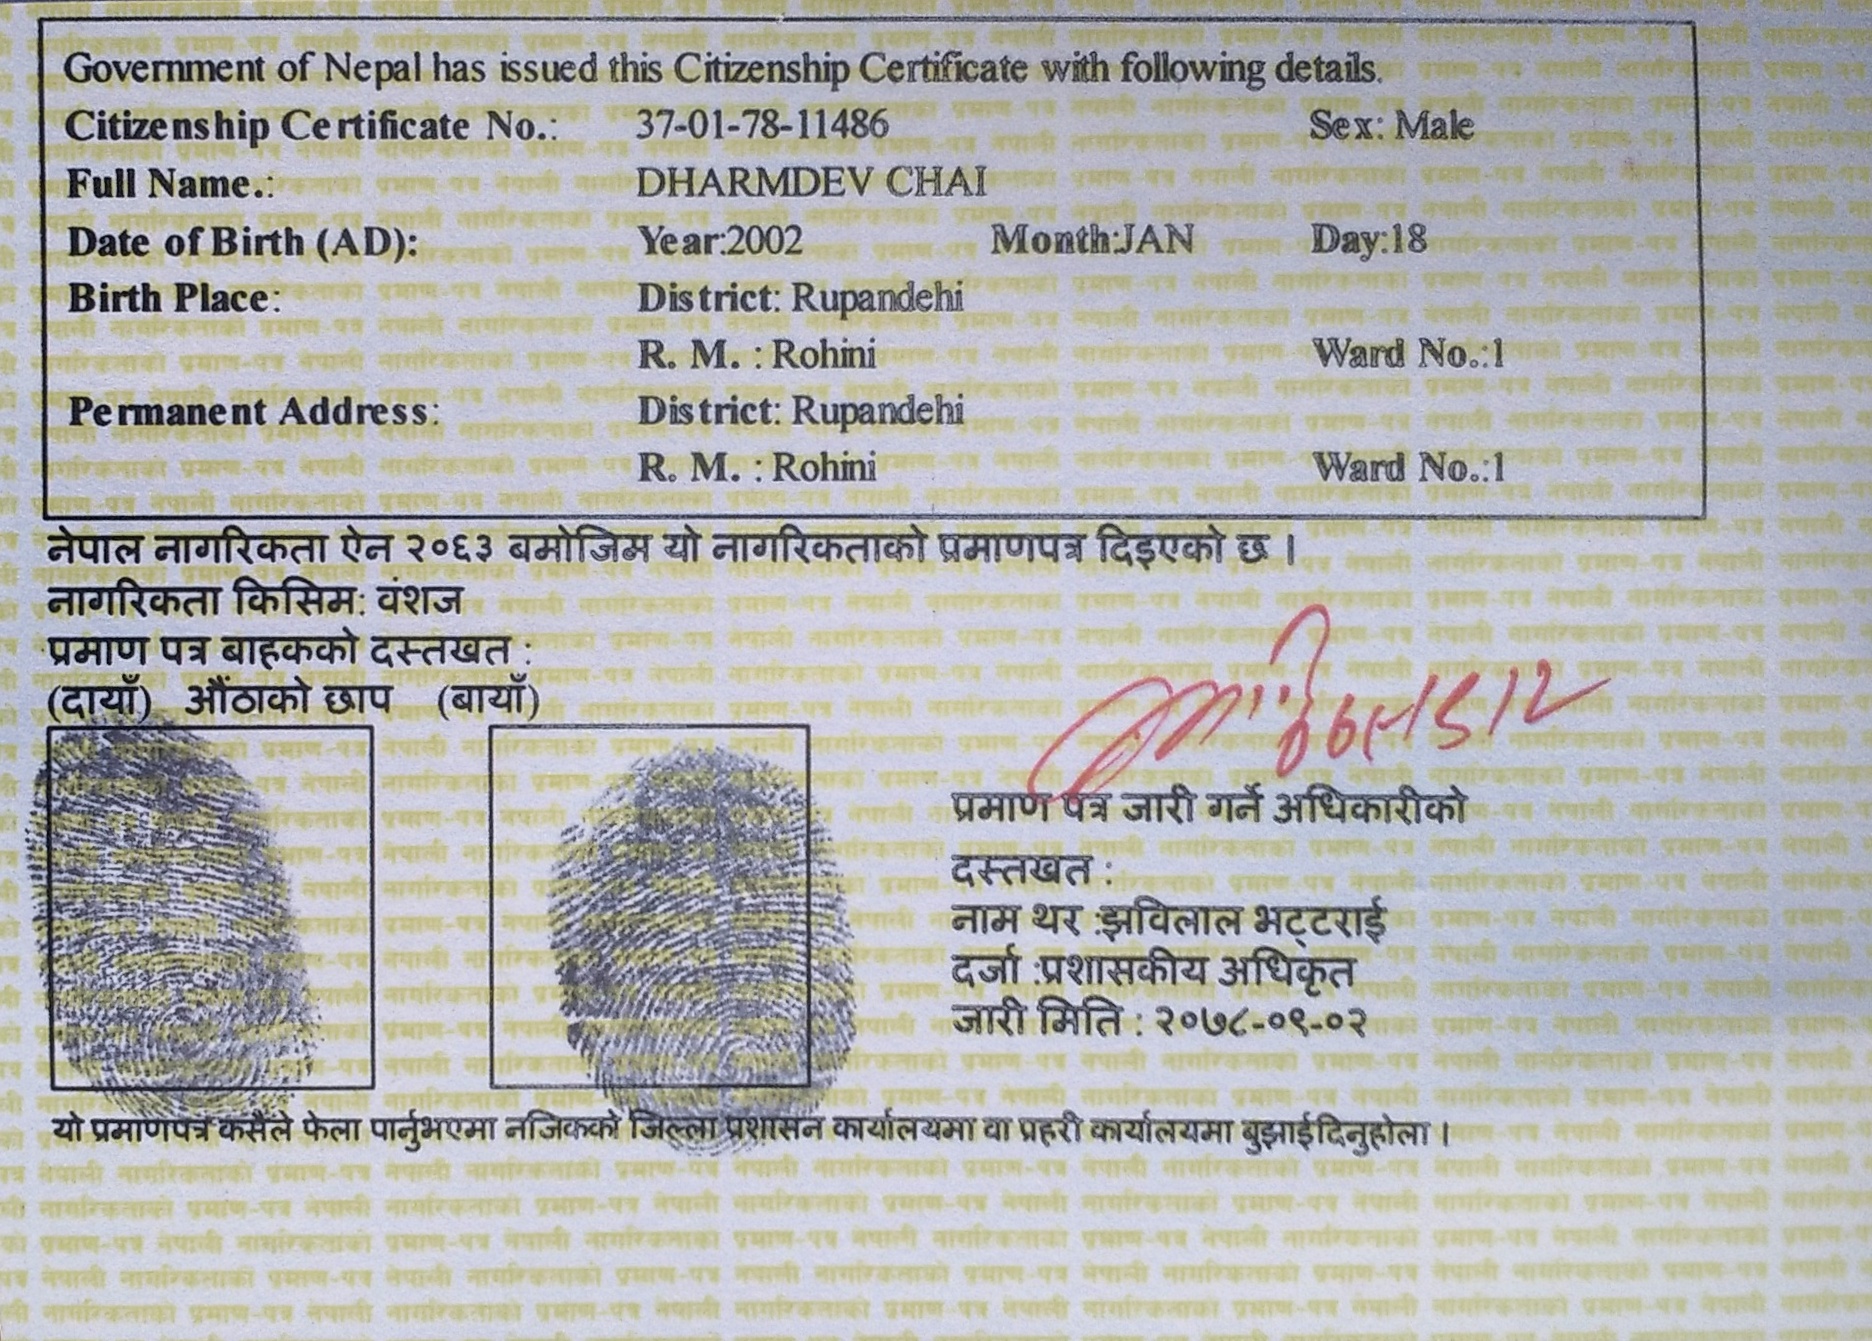 Government of Nepal has issued this Citizenship Certificate with following details.
Citizenship Certificate No.: 37-01-78-11486 Sex: Male
Full Name.: DHARMDEV CHAI
Date of Birth (AD): Year:2002 Month:JAN Day:18
Birth Place: District: Rupandehi
R. M. : Rohini Ward No.:1
Permanent Address: District: Rupandehi
R. M. : Rohini Ward No.:1
नेपाल नागरिकता ऐन २०६३ बमोजिम यो नागरिकताको प्रमाणपत्र दिइएको छ ।
नागरिकता किसिम: वंशज
प्रमाण पत्र बाहकको दस्तखत :
(दायाँ) औंठाको छाप (बायाँ)
प्रमाण पत्र जारी गर्ने अधिकारीको
दस्तखत :
नाम थर :झविलाल भट्टराई
दर्जा :प्रशासकीय अधिकृत
जारी मिति : २०७८-०९-०२
यो प्रमाणपत्र कसैले फेला पार्नुभएमा नजिकको जिल्ला प्रशासन कार्यालयमा वा प्रहरी कार्यालयमा बुझाईदिनुहोला ।